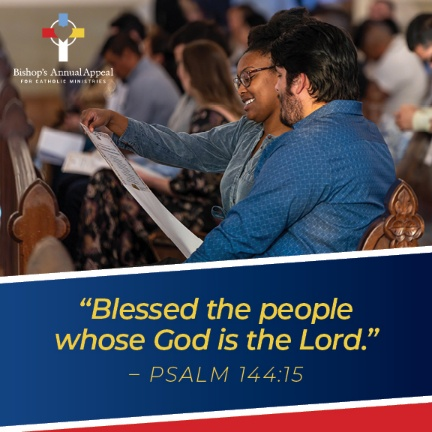 Bishop's Annual Appeal
FOR CATHOLIC MINISTRIES
“Blessed the people
whose God is the Lord.”
– PSALM 144:15